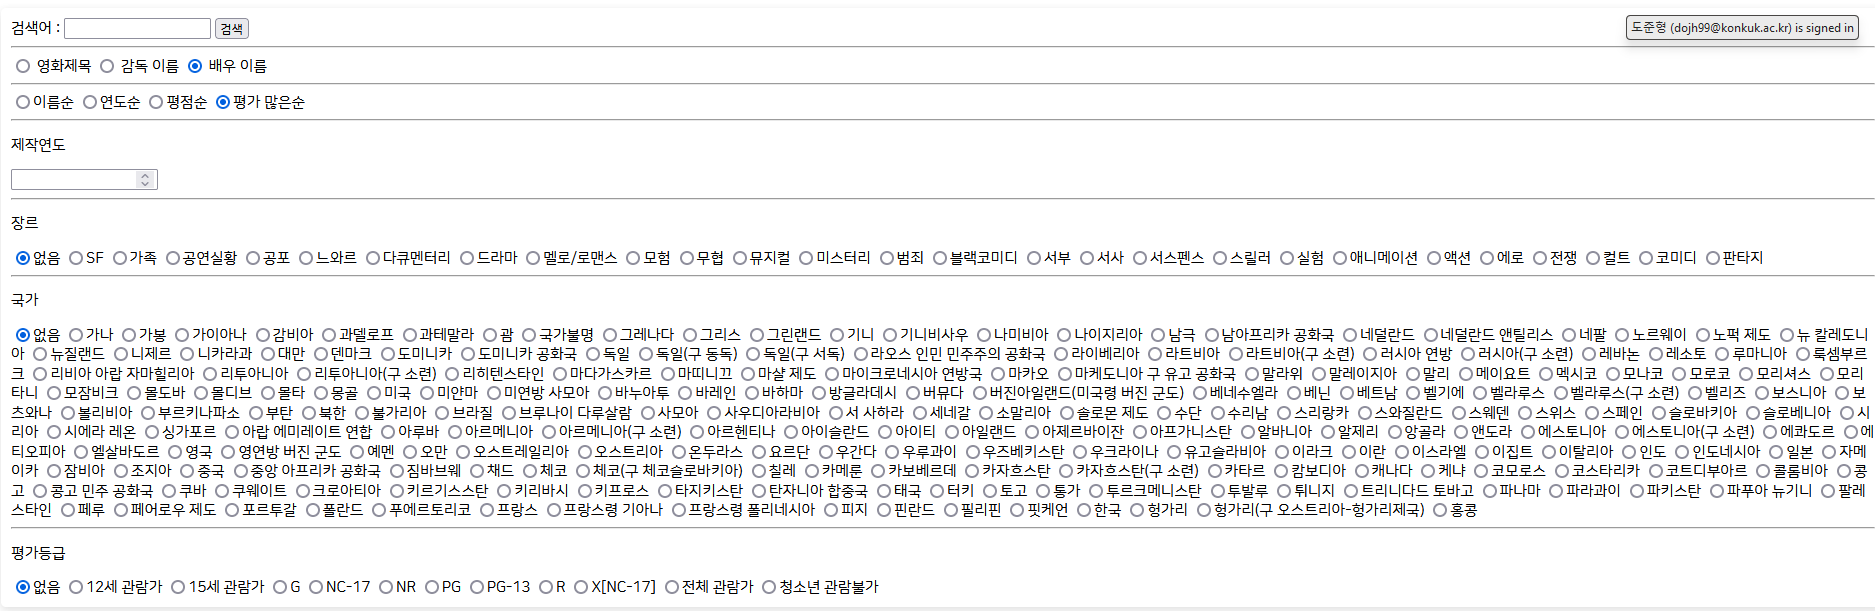 검색어 : 검색
도준형 (dojh99@konkuk.ac.kr) is signed in
영화제목 감독 이름 배우 이름
이름순 연도순 평점순 평가 많은순
제작연도
장르
없음 SF 가족 공연실황 공포 느와르 다큐멘터리 드라마 멜로/로맨스 모험 무협 뮤지컬 미스터리 범죄 블랙코미디 서부 서사 서스펜스 스릴러 실험 애니메이션 액션 에로 전쟁 컬트 코미디 판타지
국가
없음 가나 가봉 가이아나 감비아 과델로프 과테말라 괌 국가불명 그레나다 그리스 그린랜드 기니 기니비사우 나미비아 나이지리아 남극 남아프리카 공화국 네덜란드 네덜란드 앤틸리스 네팔 노르웨이 노퍽 제도 뉴 칼레도니
아 뉴질랜드 니제르 니카라과 대만 덴마크 도미니카 도미니카 공화국 독일 독일(구 동독) 독일(구 서독) 라오스 인민 민주주의 공화국 라이베리아 라트비아 라트비아(구 소련) 러시아 연방 러시아(구 소련) 레바논 레소토 루마니아 룩셈부르
크 리비아 아랍 자마힐리아 리투아니아 리투아니아(구 소련) 리히텐스타인 마다가스카르 마띠니끄 마샬 제도 마이크로네시아 연방국 마카오 마케도니아 구 유고 공화국 말라위 말레이지아 말리 메이요트 멕시코 모나코 모로코 모리셔스 모리
타니 모잠비크 몰도바 몰디브 몰타 몽골 미국 미얀마 미연방 사모아 바누아투 바레인 바하마 방글라데시 버뮤다 버진아일랜드(미국령 버진 군도) 베네수엘라 베닌 베트남 벨기에 벨라루스 벨라루스(구 소련) 벨리즈 보스니아 보
츠와나 볼리비아 부르키나파소 부탄 북한 불가리아 브라질 브루나이 다루살람 사모아 사우디아라비아 서 사하라 세네갈 소말리아 솔로몬 제도 수단 수리남 스리랑카 스와질란드 스웨덴 스위스 스페인 슬로바키아 슬로베니아 시
리아 시에라 레온 싱가포르 아랍 에미레이트 연합 아루바 아르메니아 아르메니아(구 소련) 아르헨티나 아이슬란드 아이티 아일랜드 아제르바이잔 아프가니스탄 알바니아 알제리 앙골라 앤도라 에스토니아 에스토니아(구 소련) 에콰도르 에
티오피아 엘살바도르 영국 영연방 버진 군도 예멘 오만 오스트레일리아 오스트리아 온두라스 요르단 우간다 우루과이 우즈베키스탄 우크라이나 유고슬라비아 이라크 이란 이스라엘 이집트 이탈리아 인도 인도네시아 일본 자메
이카 잠비아 조지아 중국 중앙 아프리카 공화국 짐바브웨 채드 체코 체코(구 체코슬로바키아) 칠레 카메룬 카보베르데 카자흐스탄 카자흐스탄(구 소련) 카타르 캄보디아 캐나다 케냐 코모로스 코스타리카 코트디부아르 콜롬비아 콩
고 콩고 민주 공화국 쿠바 쿠웨이트 크로아티아 키르기스스탄 키리바시 키프로스 타지키스탄 탄자니아 합중국 태국 터키 토고 통가 투르크메니스탄 투발루 튀니지 트리니다드 토바고 파나마 파라과이 파키스탄 파푸아 뉴기니 팔레
스타인 페루 페어로우 제도 포르투갈 폴란드 푸에르토리코 프랑스 프랑스령 기아나 프랑스령 폴리네시아 피지 핀란드 필리핀 핏케언 한국 헝가리 헝가리(구 오스트리아-헝가리제국) 홍콩
평가등급
없음 12세 관람가 15세 관람가 G NC-17 NR PG PG-13 R X[NC-17] 전체 관람가 청소년 관람불가